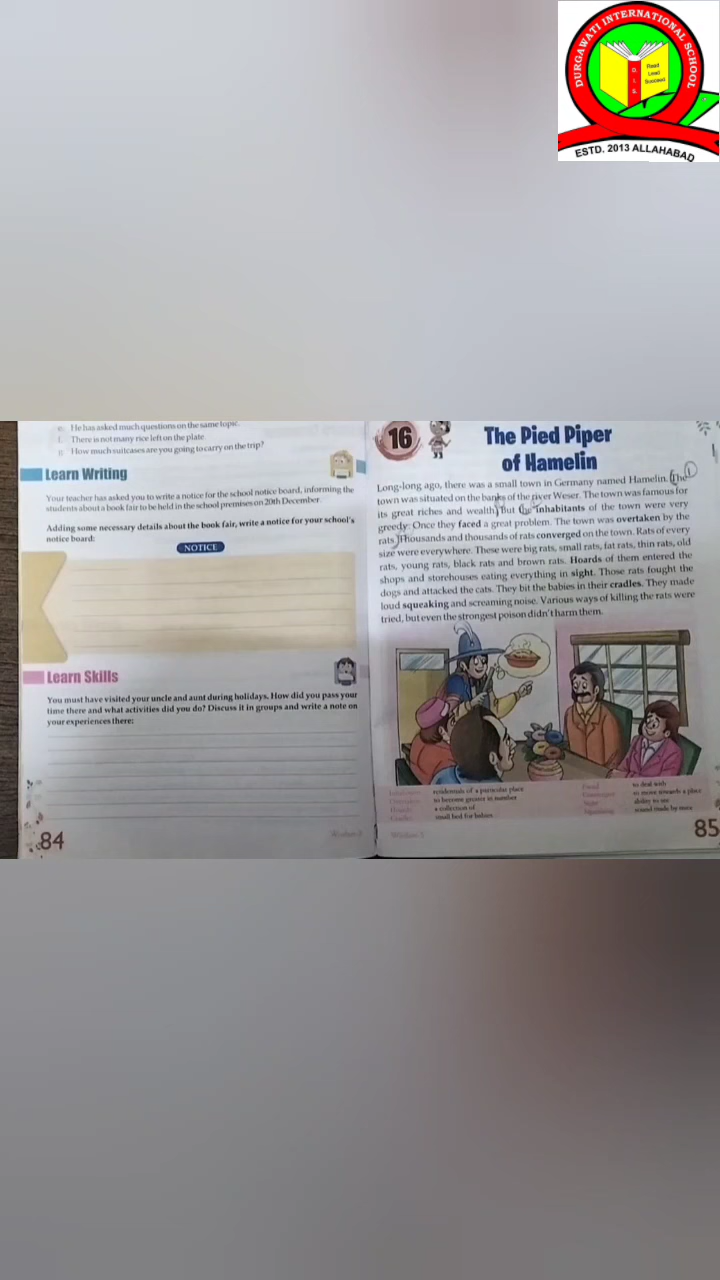 DURGAWATI INTERNATIONAL SCHOOL
D.
I.
S.
Read
Lead
Succeed
ESTD. 2013 ALLAHABAD
e. He has asked much questions on the same topic.
f. There is not many rice left on the plate.
g. How much suitcases are you going to carry on the trip?
Learn Writing
Your teacher has asked you to write a notice for the school notice board, informing the
students about a book fair to be held in the school premises on 20th December.
Adding some necessary details about the book fair, write a notice for your school's
notice board:
NOTICE
Learn Skills
You must have visited your uncle and aunt during holidays. How did you pass your
time there and what activities did you do? Discuss it in groups and write a note on
your experiences there:
84
16
The Pied Piper
of Hamelin
Long-long ago, there was a small town in Germany named Hamelin. The
town was situated on the banks of the river Weser. The town was famous for
its great riches and wealth. But the inhabitants of the town were very
greedy. Once they faced a great problem. The town was overtaken by the
rats. Thousands and thousands of rats converged on the town. Rats of every
size were everywhere. These were big rats, small rats, fat rats, thin rats, old
rats, young rats, black rats and brown rats. Hoards of them entered the
shops and storehouses eating everything in sight. Those rats fought the
dogs and attacked the cats. They bit the babies in their cradles. They made
loud squeaking and screaming noise. Various ways of killing the rats were
tried, but even the strongest poison didn't harm them.
residents of a particular place
to become greater in number
a collection of
small bed for babies
to deal with
to move towards a place
ability to see
sound made by mice
85